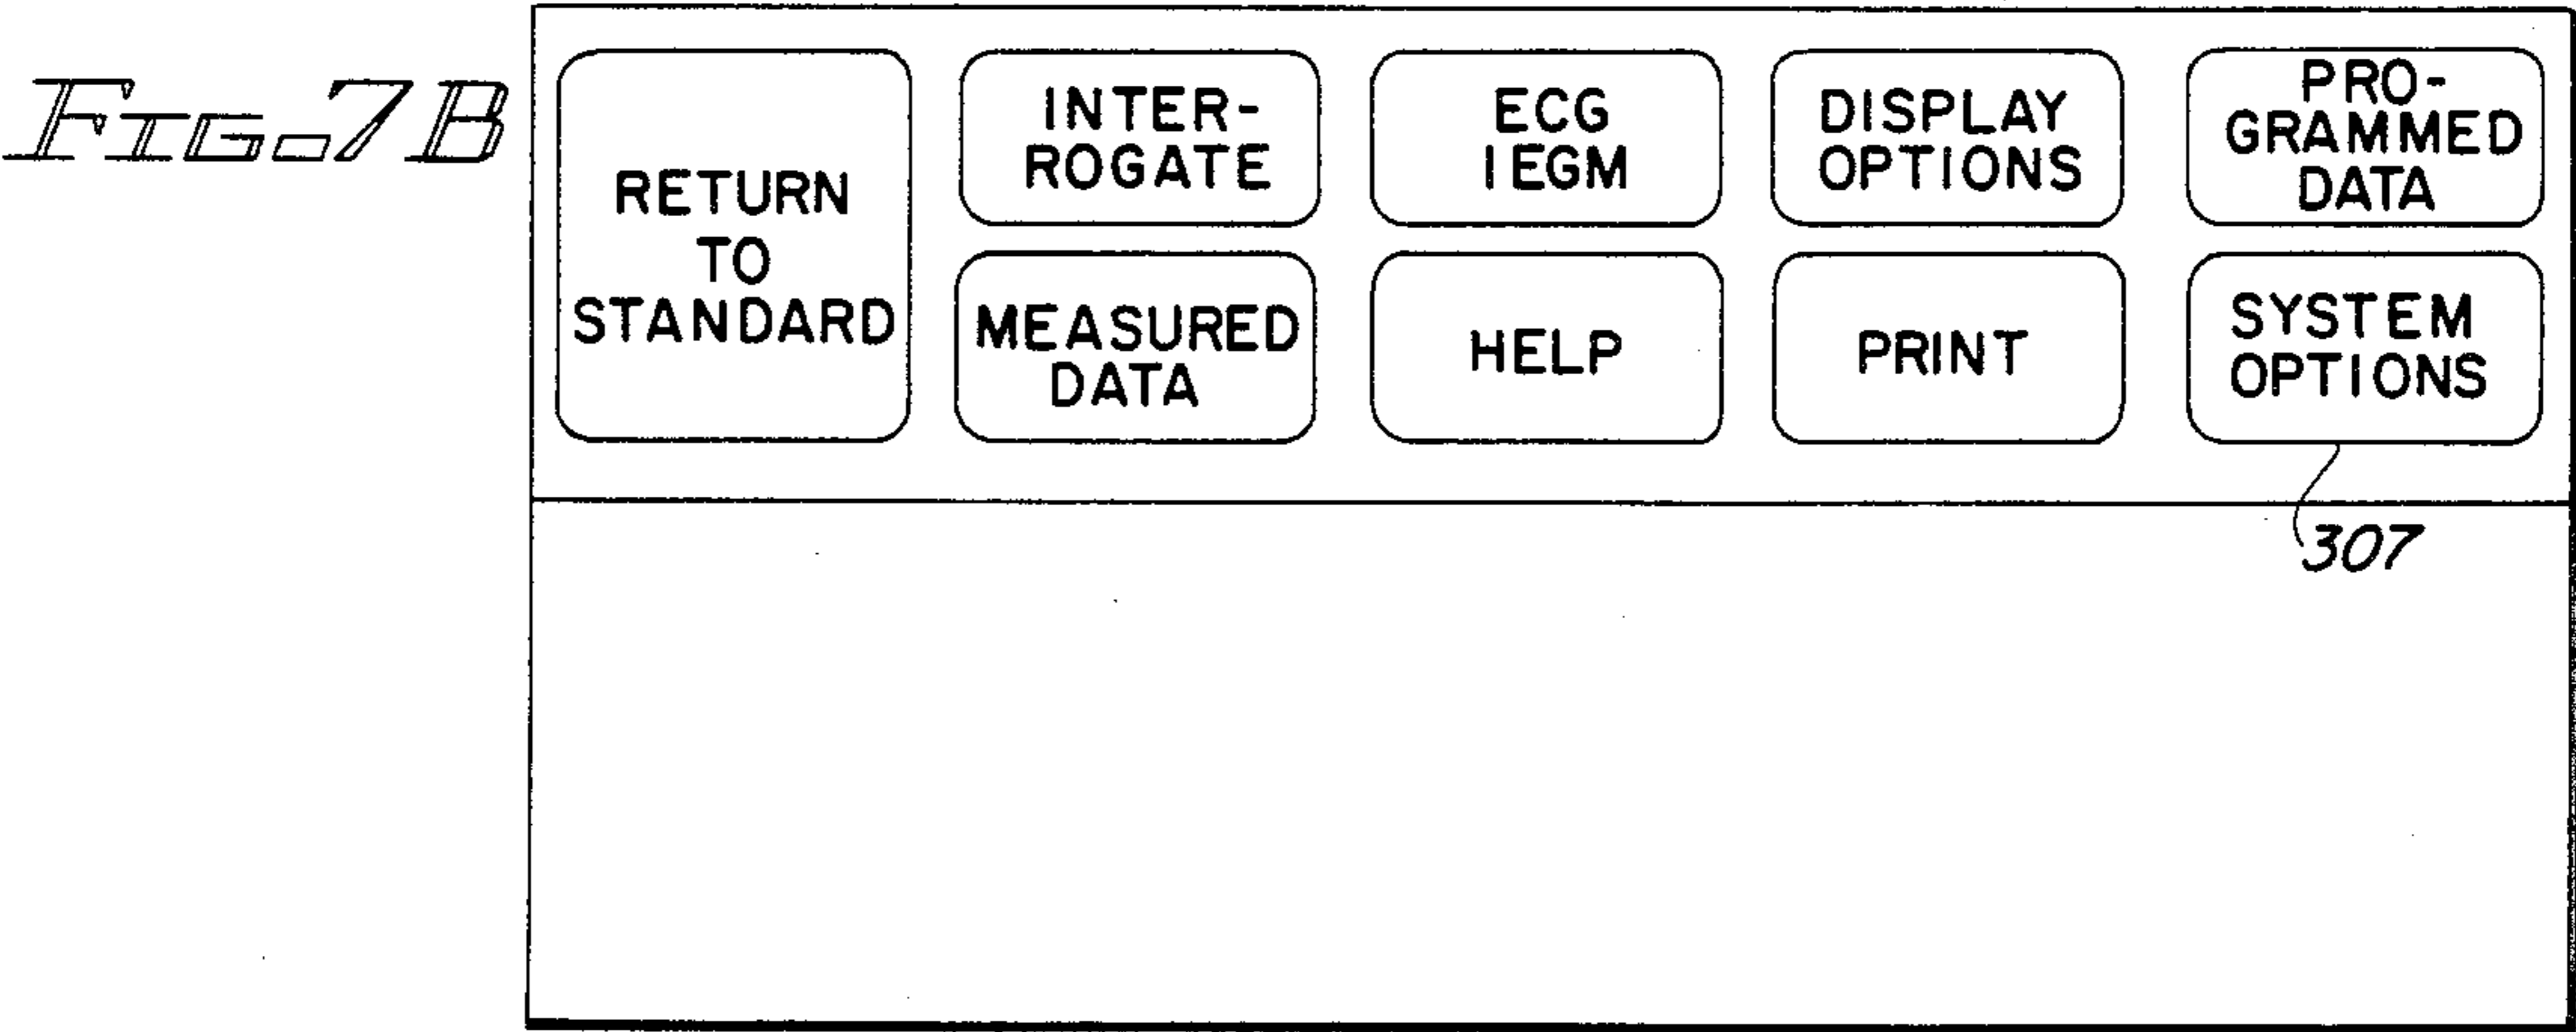 FIG. 7B
RETURN
TO
STANDARD
INTER-
ROGATE
ECG
IEGM
DISPLAY
OPTIONS
PRO-
GRAMMED
DATA
MEASURED
DATA
HELP
PRINT
SYSTEM
OPTIONS
307